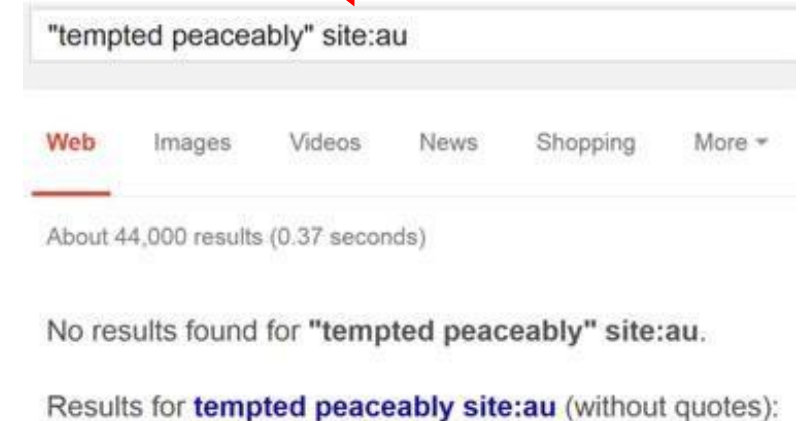 "tempted peaceably" site:au
Web Images Videos News Shopping More
About 44,000 results (0.37 seconds)
No results found for "tempted peaceably" site:au.
Results for tempted peaceably site:au (without quotes):